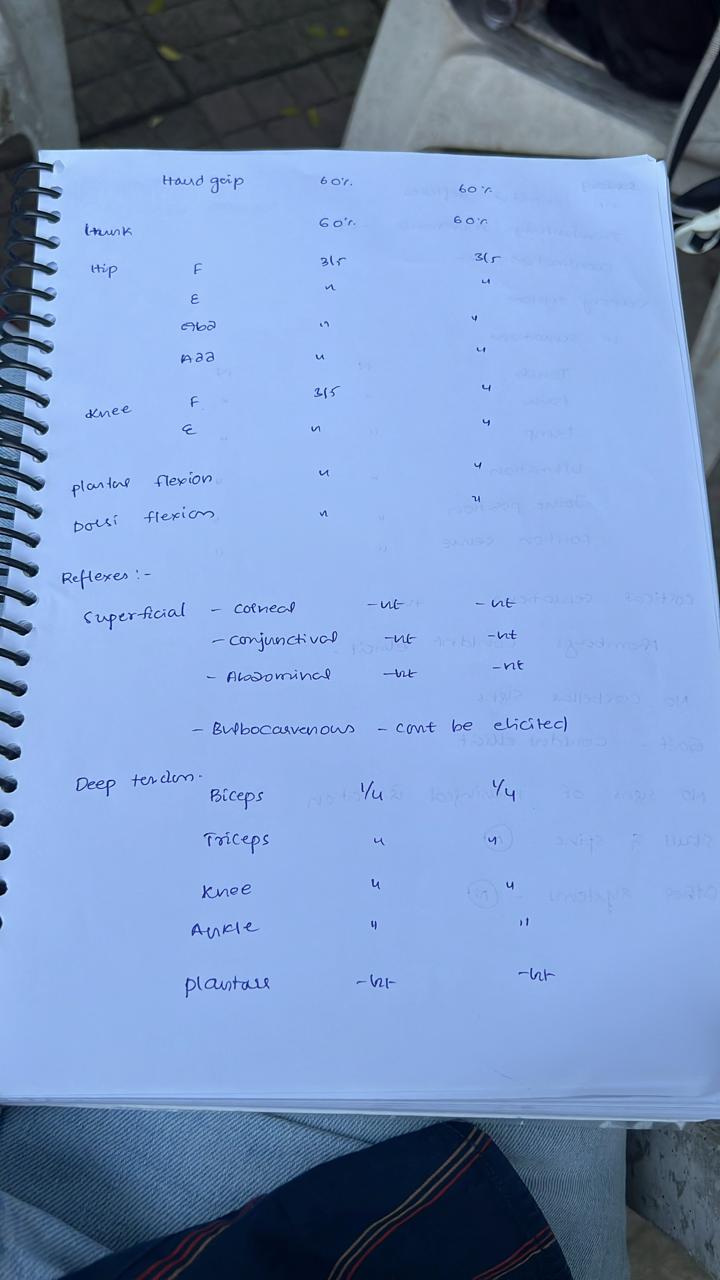 Hand grip 60% 60%
trunk 60% 60%
Hip F 3/5 3/5
E " "
Abd " "
Add " "
Knee F 3/5 "
E " "
plantar flexion " "
Dorsi flexion " "
Reflexes :-
Superficial - corneal -nt -nt
- conjunctival -nt -nt
- Abdominal -nt -nt
- Bulbocarvenous - cant be elicited
Deep tendon.
Biceps 1/4 1/4
Triceps " "
Knee " "
Ankle " "
plantar -nt -nt